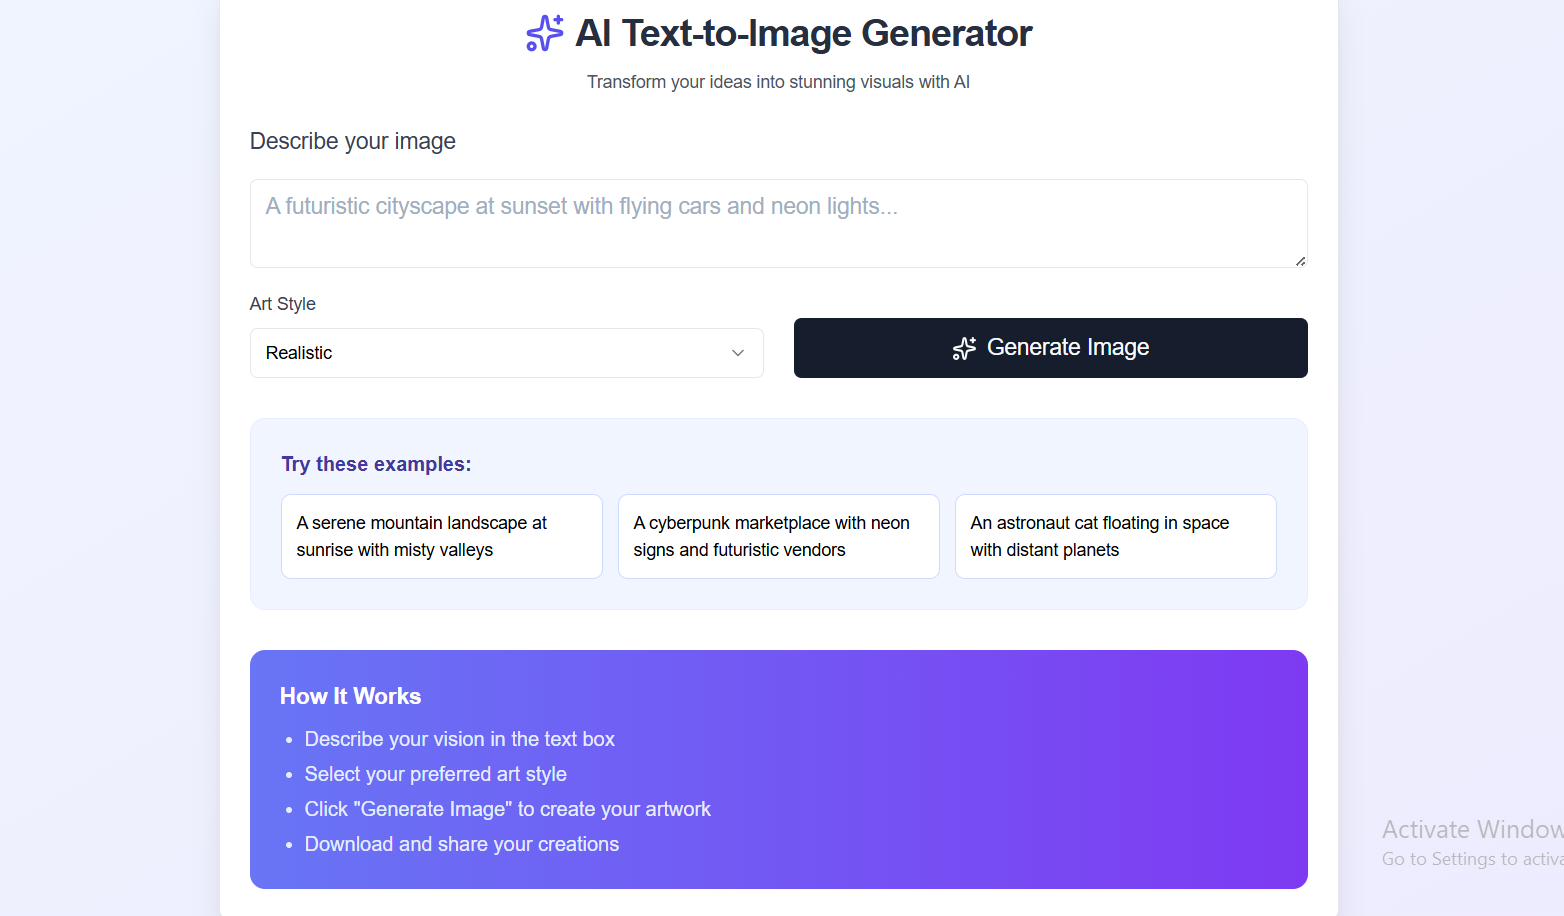 AI Text-to-Image Generator
Transform your ideas into stunning visuals with AI
Describe your image
A futuristic cityscape at sunset with flying cars and neon lights...
Art Style
Realistic
Generate Image
Try these examples:
A serene mountain landscape at
sunrise with misty valleys
A cyberpunk marketplace with neon
signs and futuristic vendors
An astronaut cat floating in space
with distant planets
How It Works
• Describe your vision in the text box
• Select your preferred art style
• Click "Generate Image" to create your artwork
• Download and share your creations
Activate Window
Go to Settings to activa